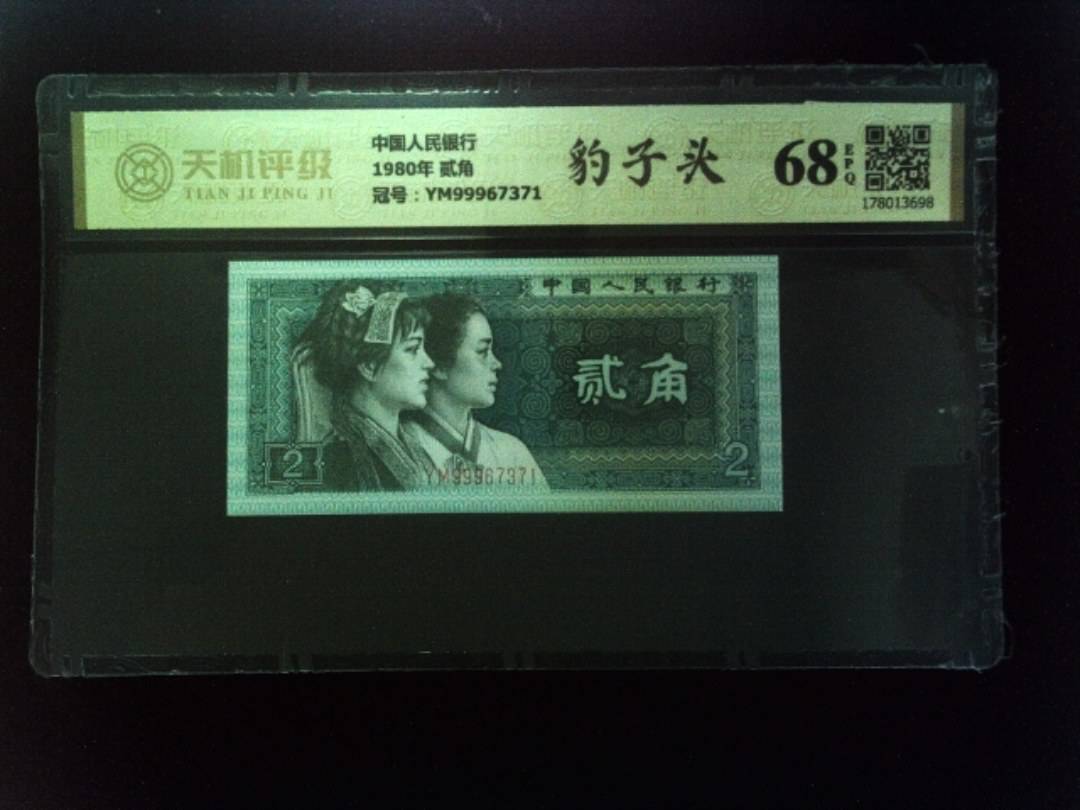 天机评级
TIAN JI PING JI
中国人民银行
1980年 贰角
冠号：YM99967371
豹子头
68
EPQ
178013698
中国人民银行
贰角
2
2
YM99967371